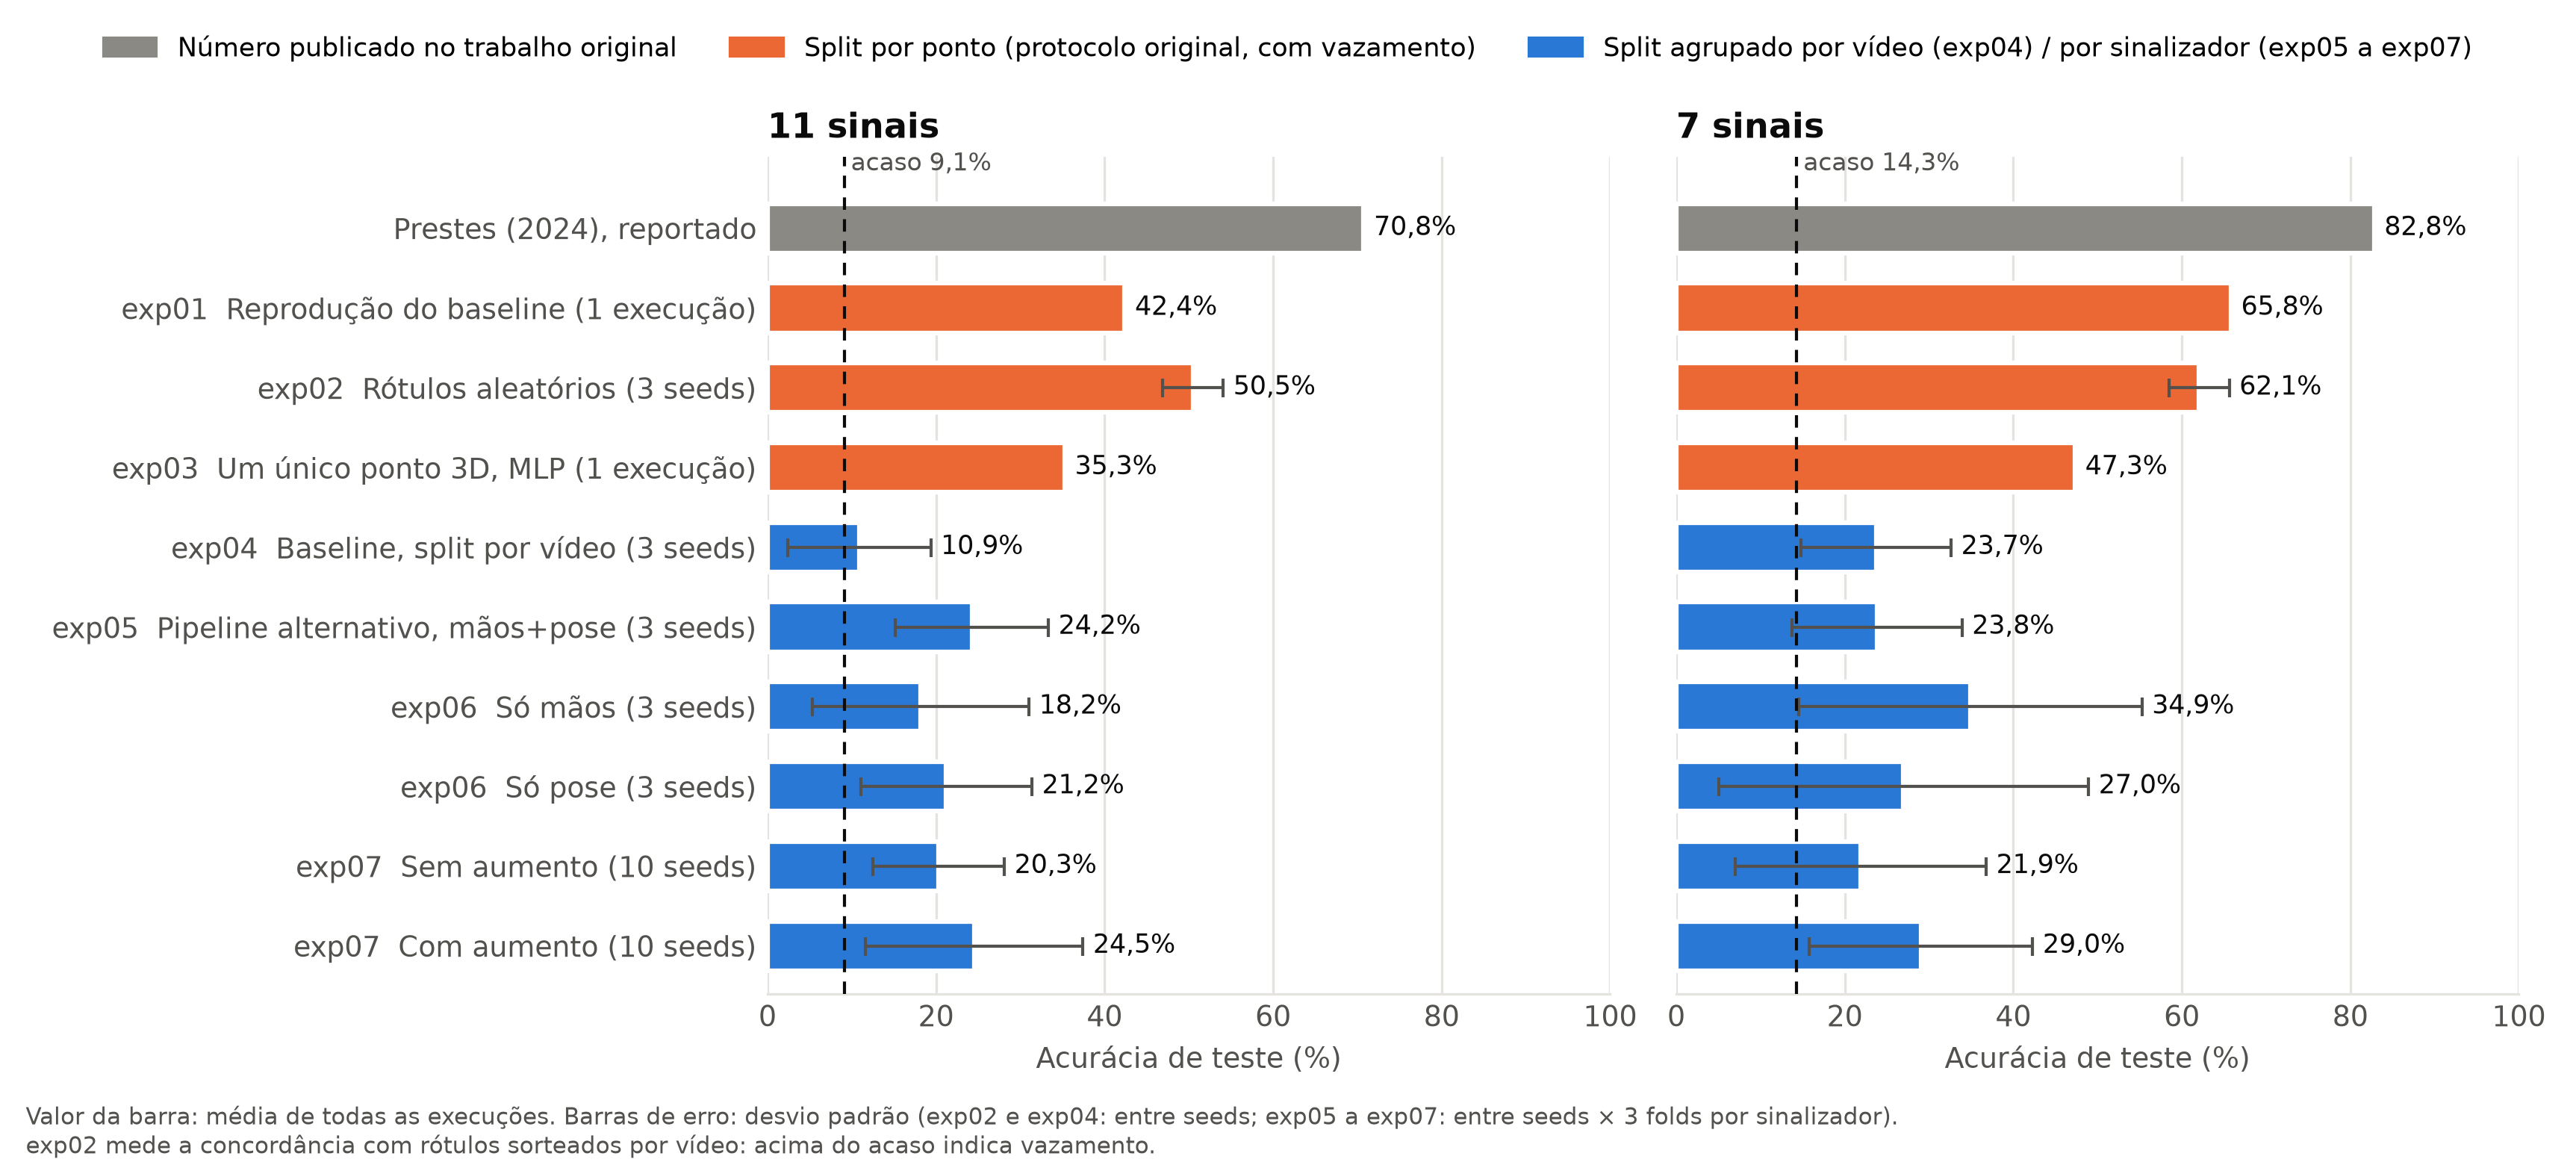 Número publicado no trabalho original
Split por ponto (protocolo original, com vazamento)
Split agrupado por vídeo (exp04) / por sinalizador (exp05 a exp07)
11 sinais
7 sinais
acaso 9,1%
acaso 14,3%
Prestes (2024), reportado
70,8%
82,8%
exp01 Reprodução do baseline (1 execução)
42,4%
65,8%
exp02 Rótulos aleatórios (3 seeds)
50,5%
62,1%
exp03 Um único ponto 3D, MLP (1 execução)
35,3%
47,3%
exp04 Baseline, split por vídeo (3 seeds)
10,9%
23,7%
exp05 Pipeline alternativo, mãos+pose (3 seeds)
24,2%
23,8%
exp06 Só mãos (3 seeds)
18,2%
34,9%
exp06 Só pose (3 seeds)
21,2%
27,0%
exp07 Sem aumento (10 seeds)
20,3%
21,9%
exp07 Com aumento (10 seeds)
24,5%
29,0%
0 20 40 60 80 100
0 20 40 60 80 100
Acurácia de teste (%)
Acurácia de teste (%)
Valor da barra: média de todas as execuções. Barras de erro: desvio padrão (exp02 e exp04: entre seeds; exp05 a exp07: entre seeds × 3 folds por sinalizador).
exp02 mede a concordância com rótulos sorteados por vídeo: acima do acaso indica vazamento.